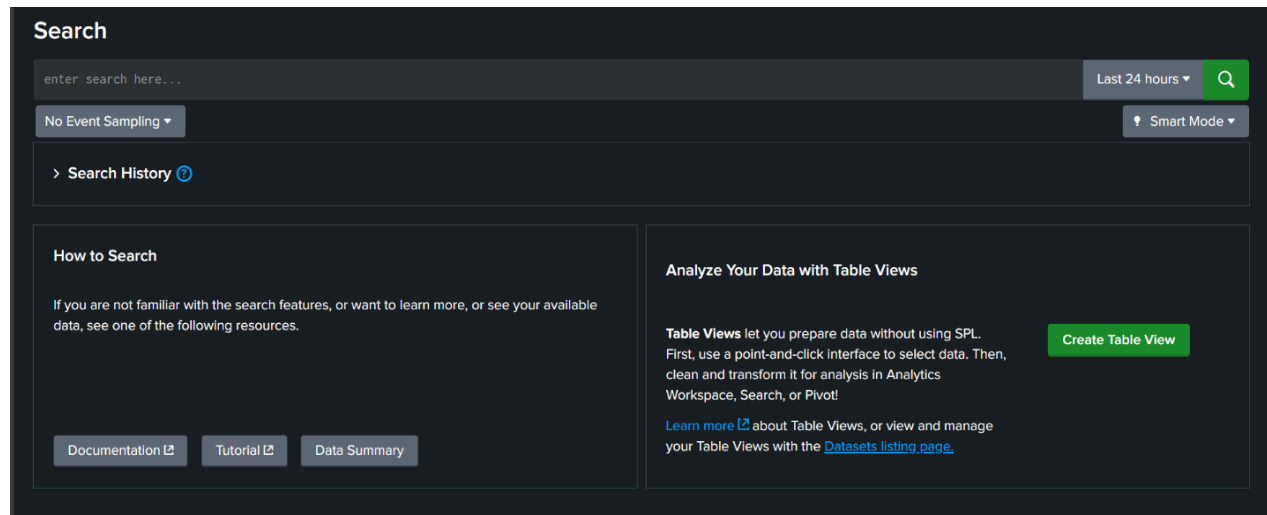 Search
enter search here...
Last 24 hours
No Event Sampling
Smart Mode
Search History ?
How to Search
If you are not familiar with the search features, or want to learn more, or see your available
data, see one of the following resources.
Documentation
Tutorial
Data Summary
Analyze Your Data with Table Views
Table Views let you prepare data without using SPL.
First, use a point-and-click interface to select data. Then,
clean and transform it for analysis in Analytics
Workspace, Search, or Pivot!
Learn more about Table Views, or view and manage
your Table Views with the Datasets listing page.
Create Table View